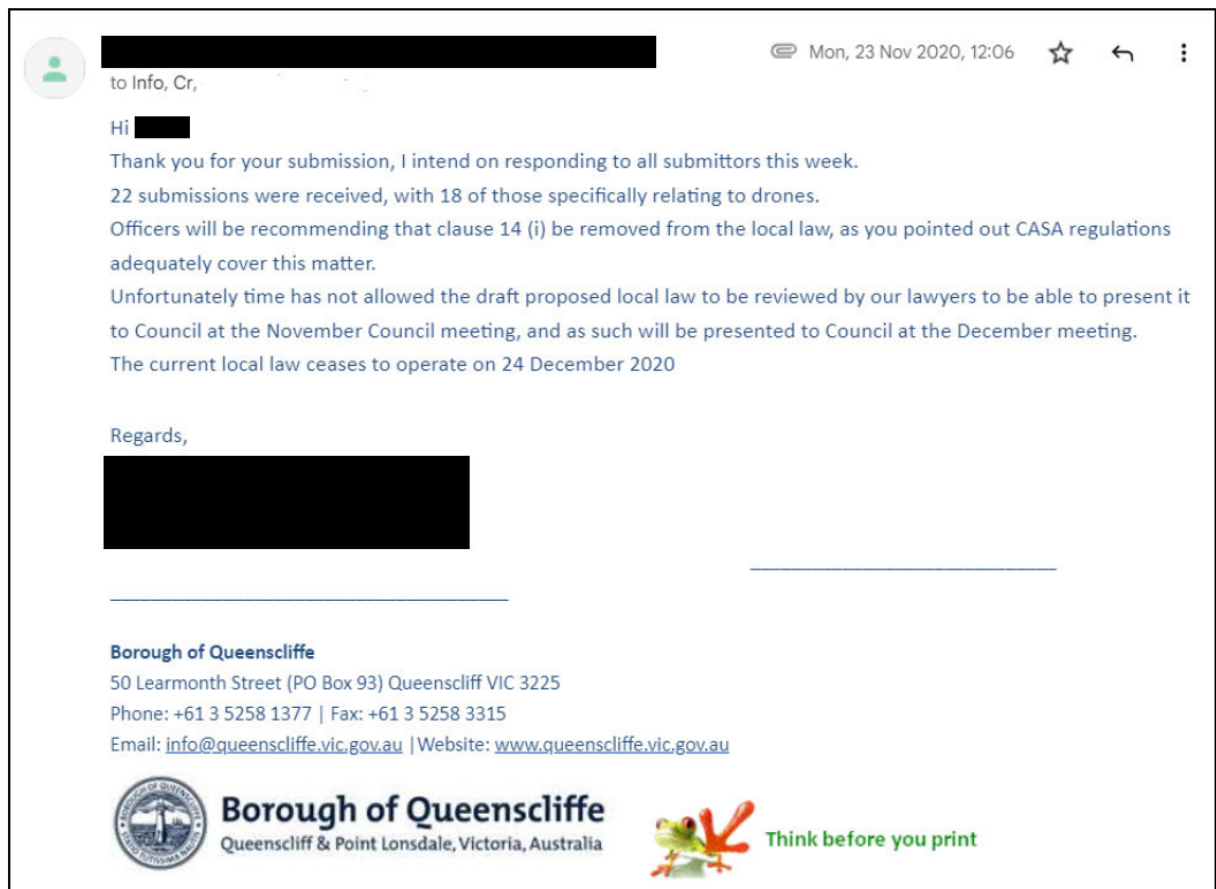 Mon, 23 Nov 2020, 12:06
to Info, Cr,
Hi
Thank you for your submission, I intend on responding to all submittors this week.
22 submissions were received, with 18 of those specifically relating to drones.
Officers will be recommending that clause 14 (i) be removed from the local law, as you pointed out CASA regulations
adequately cover this matter.
Unfortunately time has not allowed the draft proposed local law to be reviewed by our lawyers to be able to present it
to Council at the November Council meeting, and as such will be presented to Council at the December meeting.
The current local law ceases to operate on 24 December 2020
Regards,
Borough of Queenscliffe
50 Learmonth Street (PO Box 93) Queenscliff VIC 3225
Phone: +61 3 5258 1377 | Fax: +61 3 5258 3315
Email: info@queenscliffe.vic.gov.au | Website: www.queenscliffe.vic.gov.au
BOROUGH OF QUEENSCLIFFE
Borough of Queenscliffe
Queenscliff & Point Lonsdale, Victoria, Australia
Think before you print